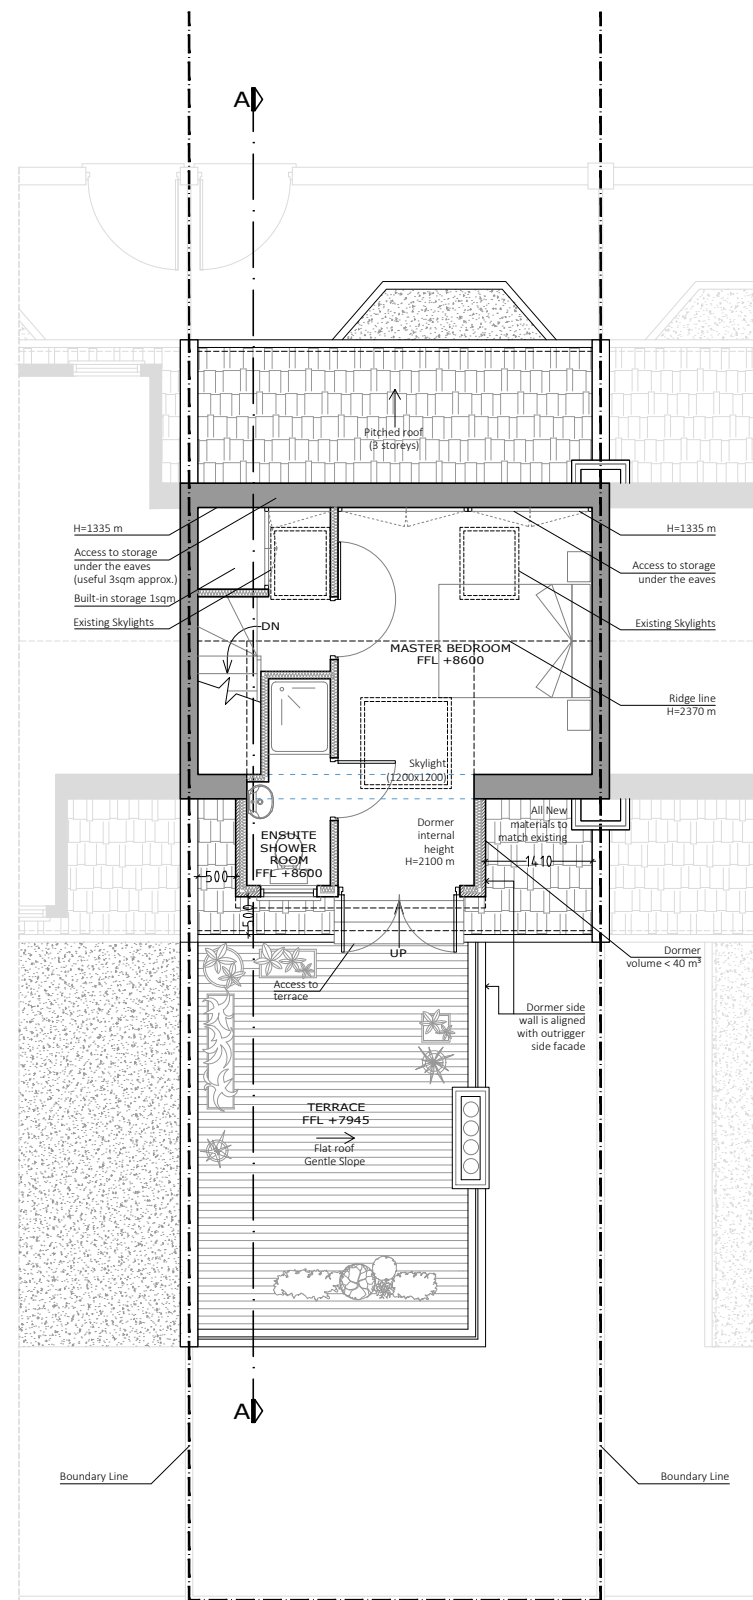 A
Pitched roof
(3 storeys)
H=1335 m
Access to storage
under the eaves
(useful 3sqm approx.)
Built-in storage 1sqm
Existing Skylights
H=1335 m
Access to storage
under the eaves
Existing Skylights
DN
MASTER BEDROOM
FFL +8600
Ridge line
H=2370 m
Skylight
(1200x1200)
Dormer
internal
height
H=2100 m
All New
materials to
match existing
ENSUITE
SHOWER
ROOM
FFL +8600
500
1410
500
UP
Dormer
volume < 40 m³
Access to
terrace
Dormer side
wall is aligned
with outrigger
side facade
TERRACE
FFL +7945
Flat roof
Gentle Slope
A
Boundary Line
Boundary Line